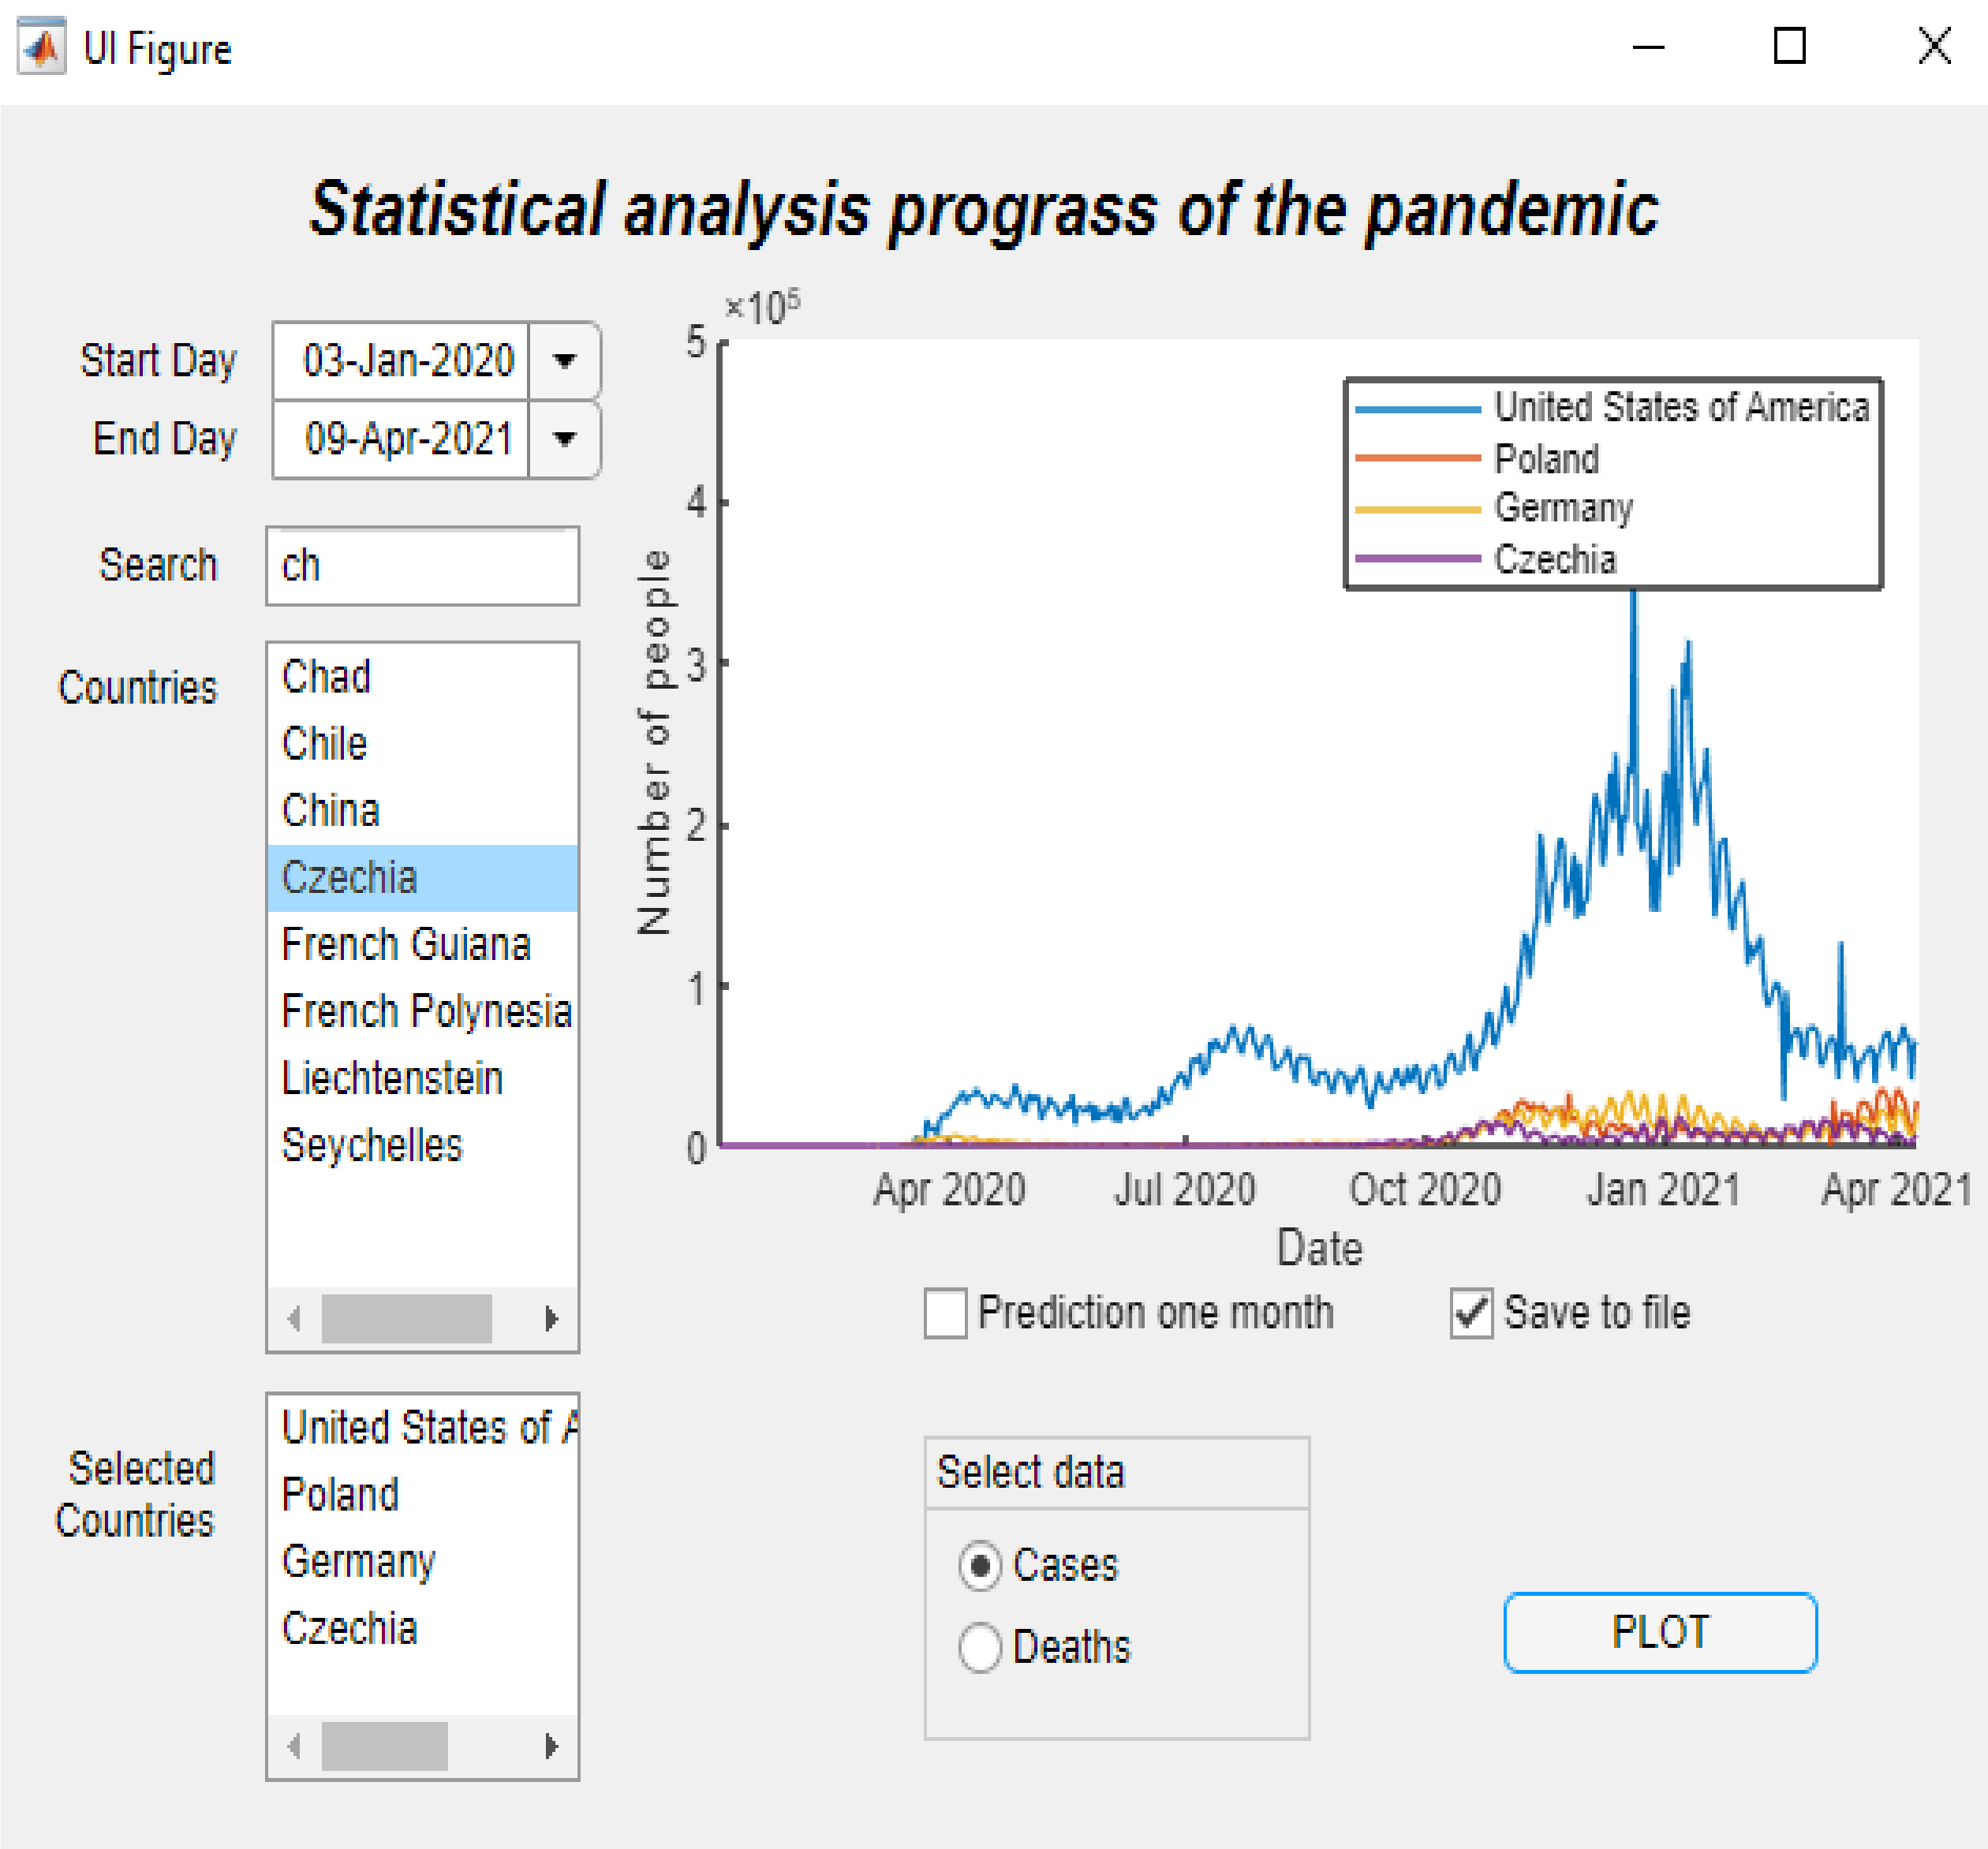 UI Figure
Statistical analysis prograss of the pandemic
Start Day 03-Jan-2020
End Day 09-Apr-2021
Search ch
Countries
Chad
Chile
China
Czechia
French Guiana
French Polynesia
Liechtenstein
Seychelles
Selected
Countries
United States of A
Poland
Germany
Czechia
×10⁵
5
4
3
2
1
0
Number of people
United States of America
Poland
Germany
Czechia
Apr 2020 Jul 2020 Oct 2020 Jan 2021 Apr 2021
Date
Prediction one month Save to file
Select data
Cases
Deaths
PLOT